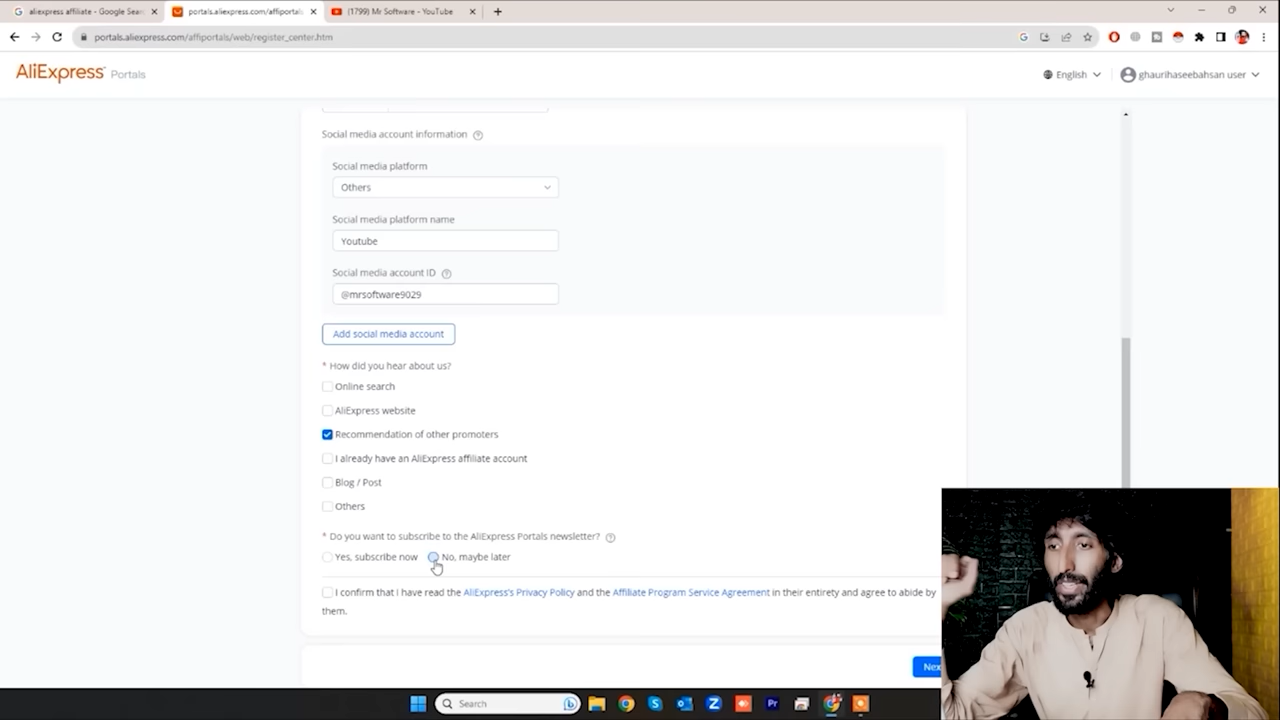 aliexpress affiliate - Google Sear
portals.aliexpress.com/affiportals
(1799) Mr Software - YouTube
portals.aliexpress.com/affiportals/web/register_center.htm
AliExpress Portals
English
ghaurihaseebahsan user
Social media account information
Social media platform
Others
Social media platform name
Youtube
Social media account ID
@mrsoftware9029
Add social media account
* How did you hear about us?
Online search
AliExpress website
Recommendation of other promoters
I already have an AliExpress affiliate account
Blog / Post
Others
* Do you want to subscribe to the AliExpress Portals newsletter?
Yes, subscribe now
No, maybe later
I confirm that I have read the AliExpress's Privacy Policy and the Affiliate Program Service Agreement in their entirety and agree to abide by
them.
Nex
Search